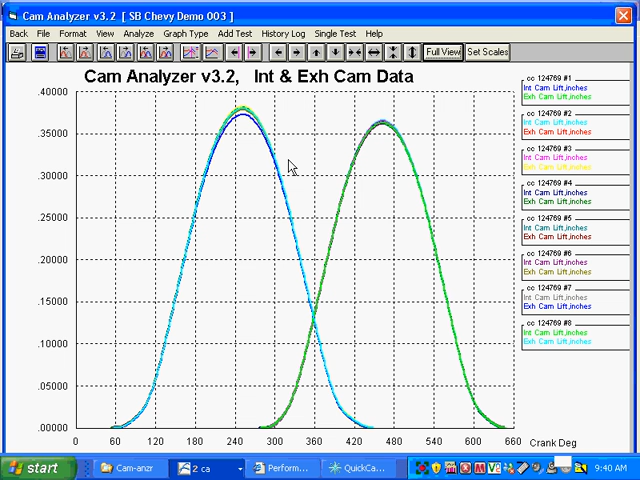 Cam Analyzer v3.2 [ SB Chevy Demo 003 ]
Back File Format View Analyze Graph Type Add Test History Log Single Test Help
Full View Set Scales
Cam Analyzer v3.2, Int & Exh Cam Data
.40000
.35000
.30000
.25000
.20000
.15000
.10000
.05000
.00000
0 60 120 180 240 300 360 420 480 540 600 660
Crank Deg
cc 124769 #1
Int Cam Lift,inches
Exh Cam Lift,inches
cc 124769 #2
Int Cam Lift,inches
Exh Cam Lift,inches
cc 124769 #3
Int Cam Lift,inches
Exh Cam Lift,inches
cc 124769 #4
Int Cam Lift,inches
Exh Cam Lift,inches
cc 124769 #5
Int Cam Lift,inches
Exh Cam Lift,inches
cc 124769 #6
Int Cam Lift,inches
Exh Cam Lift,inches
cc 124769 #7
Int Cam Lift,inches
Exh Cam Lift,inches
cc 124769 #8
Int Cam Lift,inches
Exh Cam Lift,inches
start Cam-anzr 2 ca Perform... QuickCa... 9:40 AM